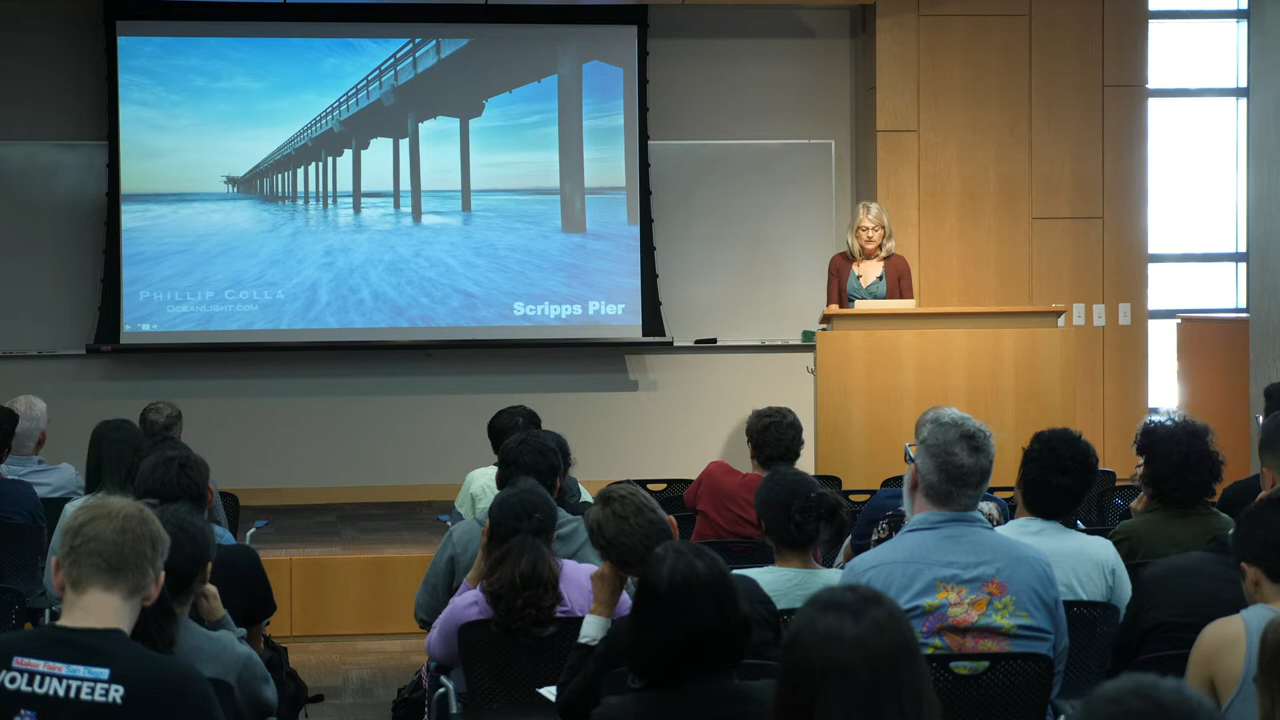 PHILLIP COLLA
OCEANLIGHT.COM
Scripps Pier
Maker Faire San Diego
VOLUNTEER